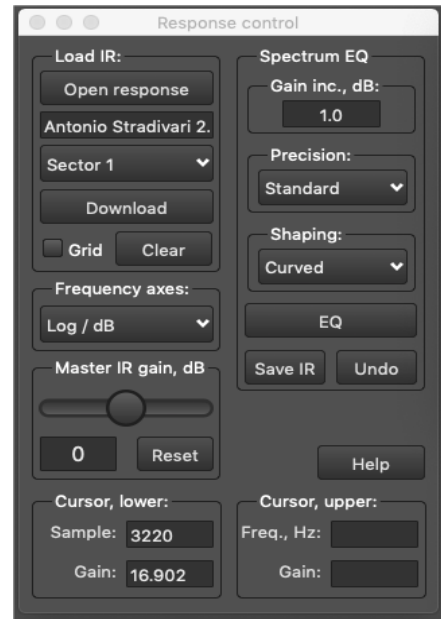 Response control
Load IR:
Open response
Antonio Stradivari 2.
Sector 1
Download
Grid
Clear
Frequency axes:
Log / dB
Master IR gain, dB
0
Reset
Spectrum EQ
Gain inc., dB:
1.0
Precision:
Standard
Shaping:
Curved
EQ
Save IR
Undo
Help
Cursor, lower:
Sample: 3220
Gain: 16.902
Cursor, upper:
Freq., Hz:
Gain: